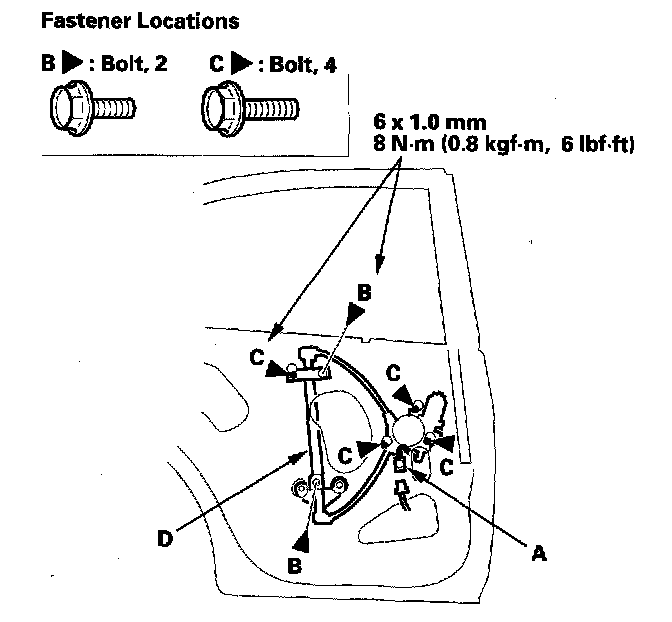 Fastener Locations
B ▶ : Bolt, 2 C ▶ : Bolt, 4
6 x 1.0 mm
8 N·m (0.8 kgf·m, 6 lbf·ft)
B
C
C
C
C
D
B
A